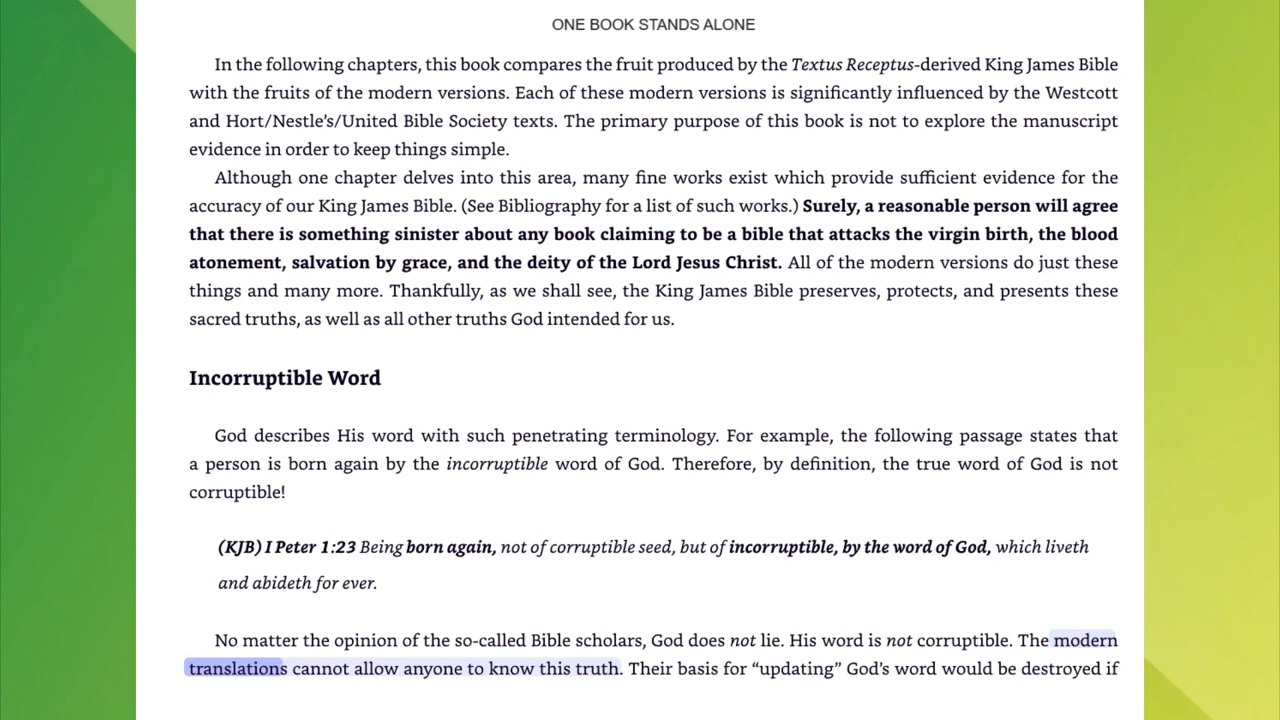 ONE BOOK STANDS ALONE
In the following chapters, this book compares the fruit produced by the Textus Receptus-derived King James Bible
with the fruits of the modern versions. Each of these modern versions is significantly influenced by the Westcott
and Hort/Nestle’s/United Bible Society texts. The primary purpose of this book is not to explore the manuscript
evidence in order to keep things simple.
Although one chapter delves into this area, many fine works exist which provide sufficient evidence for the
accuracy of our King James Bible. (See Bibliography for a list of such works.) Surely, a reasonable person will agree
that there is something sinister about any book claiming to be a bible that attacks the virgin birth, the blood
atonement, salvation by grace, and the deity of the Lord Jesus Christ. All of the modern versions do just these
things and many more. Thankfully, as we shall see, the King James Bible preserves, protects, and presents these
sacred truths, as well as all other truths God intended for us.
Incorruptible Word
God describes His word with such penetrating terminology. For example, the following passage states that
a person is born again by the incorruptible word of God. Therefore, by definition, the true word of God is not
corruptible!
(KJB) I Peter 1:23 Being born again, not of corruptible seed, but of incorruptible, by the word of God, which liveth
and abideth for ever.
No matter the opinion of the so-called Bible scholars, God does not lie. His word is not corruptible. The modern
translations cannot allow anyone to know this truth. Their basis for “updating” God’s word would be destroyed if